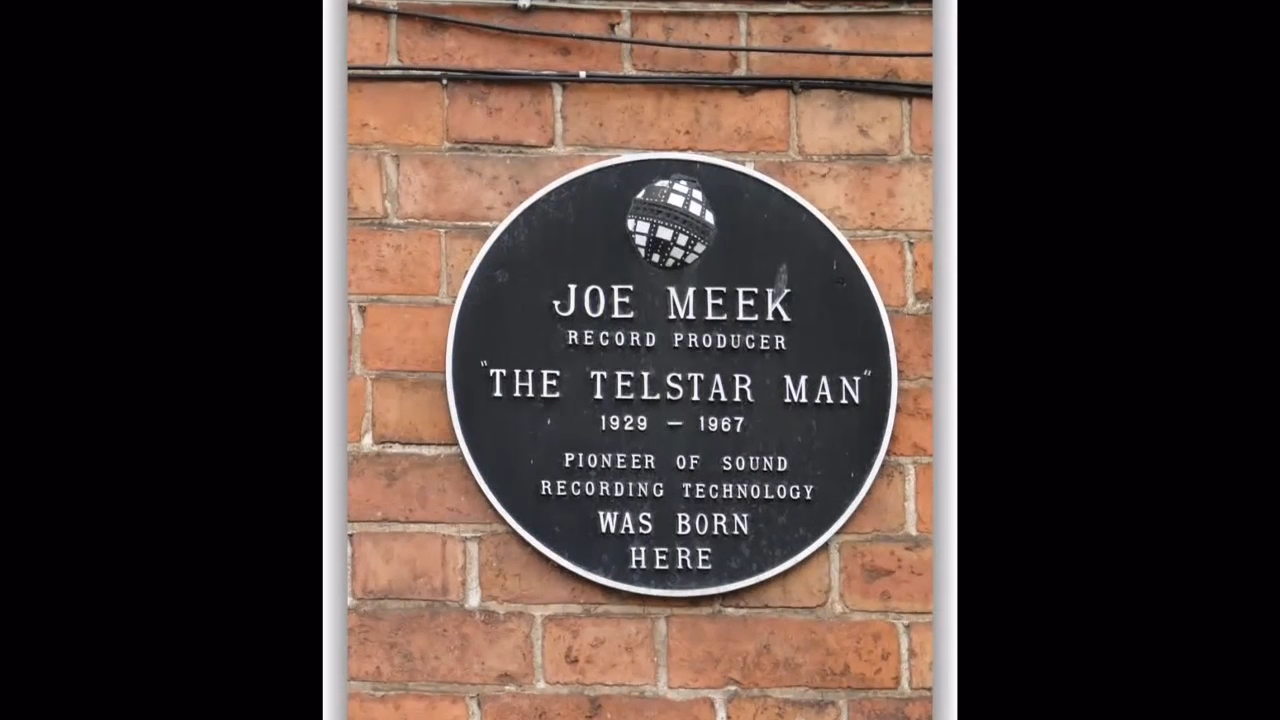 JOE MEEK
RECORD PRODUCER
"THE TELSTAR MAN"
1929 — 1967
PIONEER OF SOUND
RECORDING TECHNOLOGY
WAS BORN
HERE